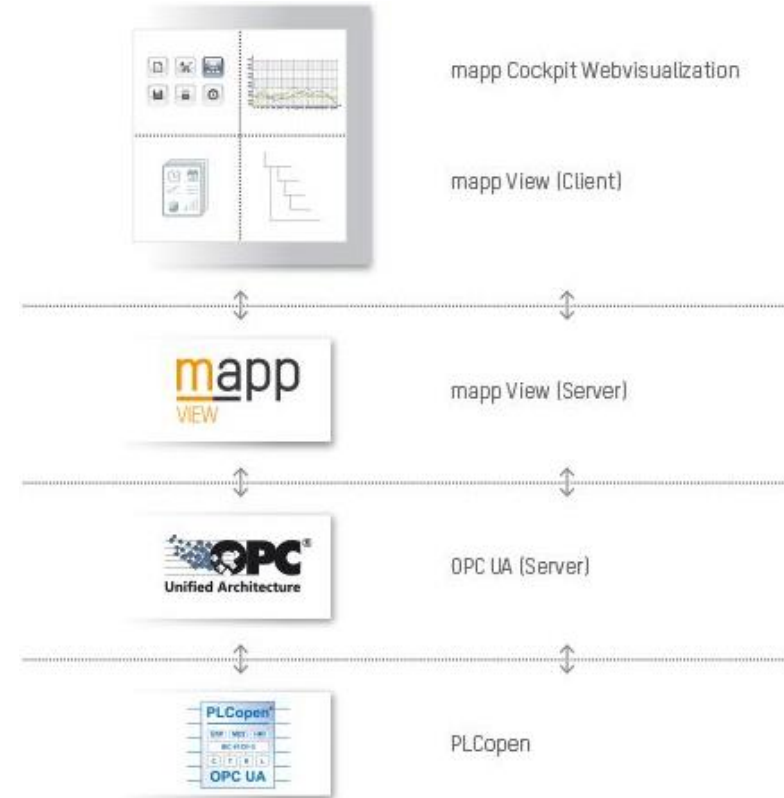 mapp Cockpit Webvisualization
mapp View (Client)
mapp
VIEW
mapp View (Server)
OPC®
Unified Architecture
OPC UA (Server)
PLCopen®
C T R L
OPC UA
PLCopen